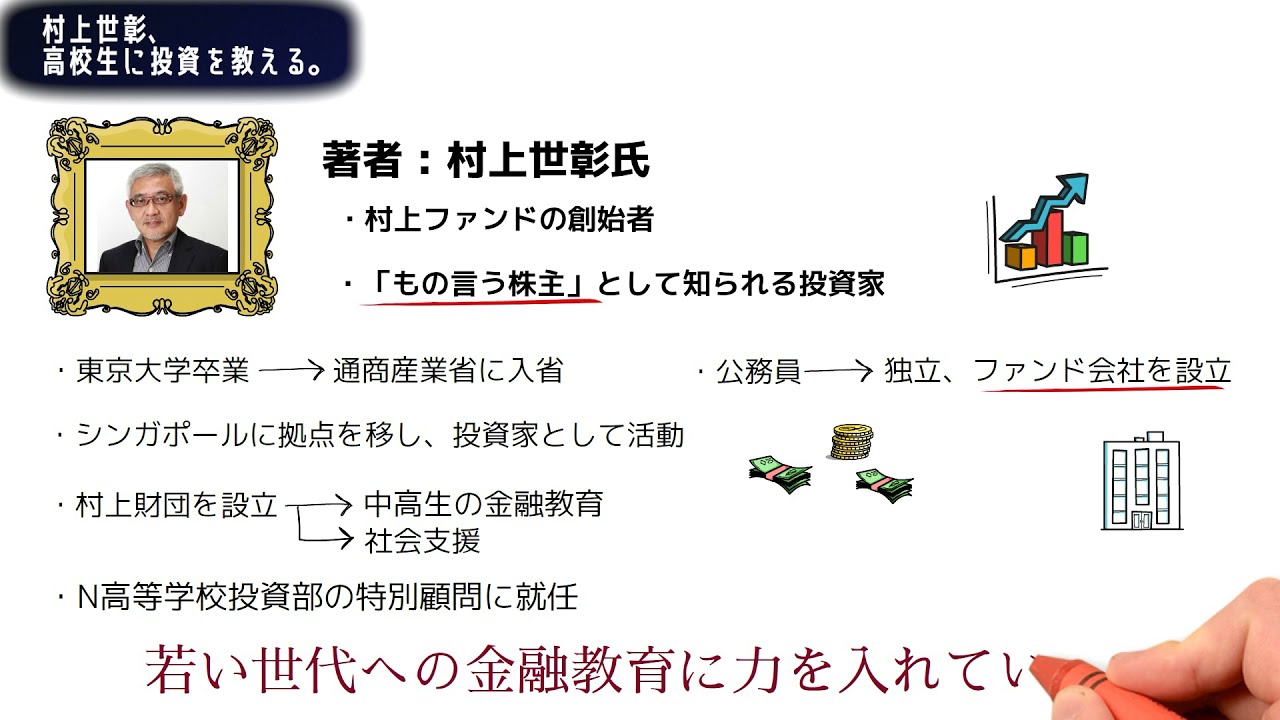 村上世彰、
高校生に投資を教える。
著者：村上世彰氏
・村上ファンドの創始者
・「もの言う株主」として知られる投資家
・東京大学卒業 → 通商産業省に入省
・公務員 → 独立、ファンド会社を設立
・シンガポールに拠点を移し、投資家として活動
・村上財団を設立 → 中高生の金融教育
→ 社会支援
・N高等学校投資部の特別顧問に就任
若い世代への金融教育に力を入れてい